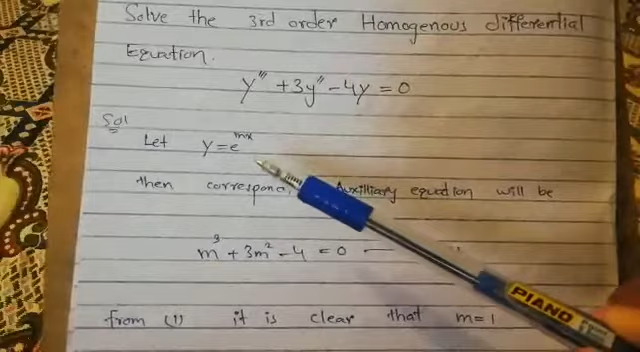 Solve the 3rd order Homogenous differential
Equation.
y''' + 3y'' - 4y = 0
Sol
Let y = e^mx
then Auxilliary equation will be
m³ + 3m² - 4 = 0 —
from (1) it is clear that m = 1
PIANO